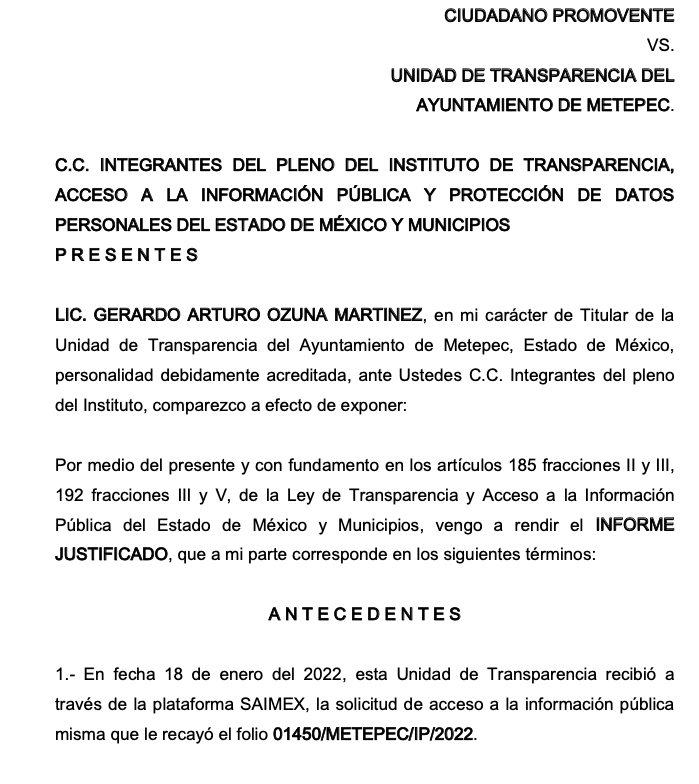 CIUDADANO PROMOVENTE
VS.
UNIDAD DE TRANSPARENCIA DEL
AYUNTAMIENTO DE METEPEC.
C.C. INTEGRANTES DEL PLENO DEL INSTITUTO DE TRANSPARENCIA,
ACCESO A LA INFORMACIÓN PÚBLICA Y PROTECCIÓN DE DATOS
PERSONALES DEL ESTADO DE MÉXICO Y MUNICIPIOS
P R E S E N T E S
LIC. GERARDO ARTURO OZUNA MARTINEZ, en mi carácter de Titular de la
Unidad de Transparencia del Ayuntamiento de Metepec, Estado de México,
personalidad debidamente acreditada, ante Ustedes C.C. Integrantes del pleno
del Instituto, comparezco a efecto de exponer:
Por medio del presente y con fundamento en los artículos 185 fracciones II y III,
192 fracciones III y V, de la Ley de Transparencia y Acceso a la Información
Pública del Estado de México y Municipios, vengo a rendir el INFORME
JUSTIFICADO, que a mi parte corresponde en los siguientes términos:
A N T E C E D E N T E S
1.- En fecha 18 de enero del 2022, esta Unidad de Transparencia recibió a
través de la plataforma SAIMEX, la solicitud de acceso a la información pública
misma que le recayó el folio 01450/METEPEC/IP/2022.